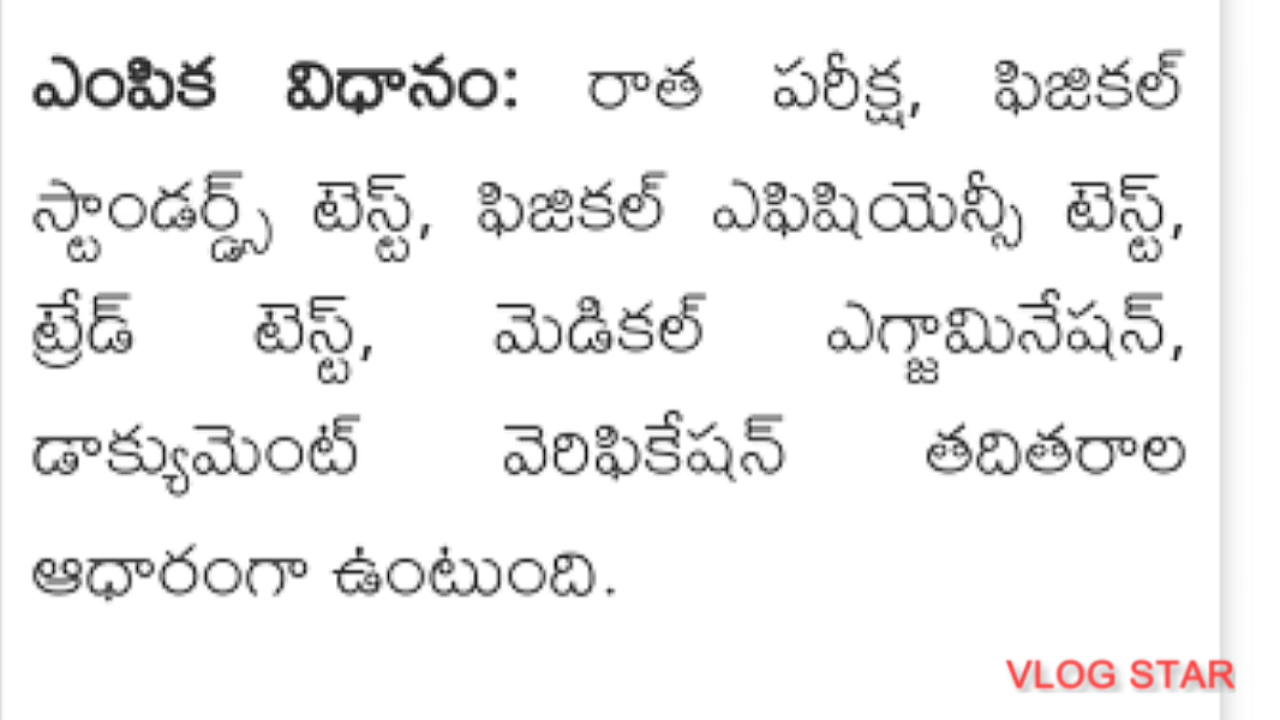 ఎంపిక విధానం: రాత పరీక్ష, ఫిజికల్
స్టాండర్డ్స్ టెస్ట్, ఫిజికల్ ఎఫిషియెన్సీ టెస్ట్,
ట్రేడ్ టెస్ట్, మెడికల్ ఎగ్జామినేషన్,
డాక్యుమెంట్ వెరిఫికేషన్ తదితరాల
ఆధారంగా ఉంటుంది.
VLOG STAR